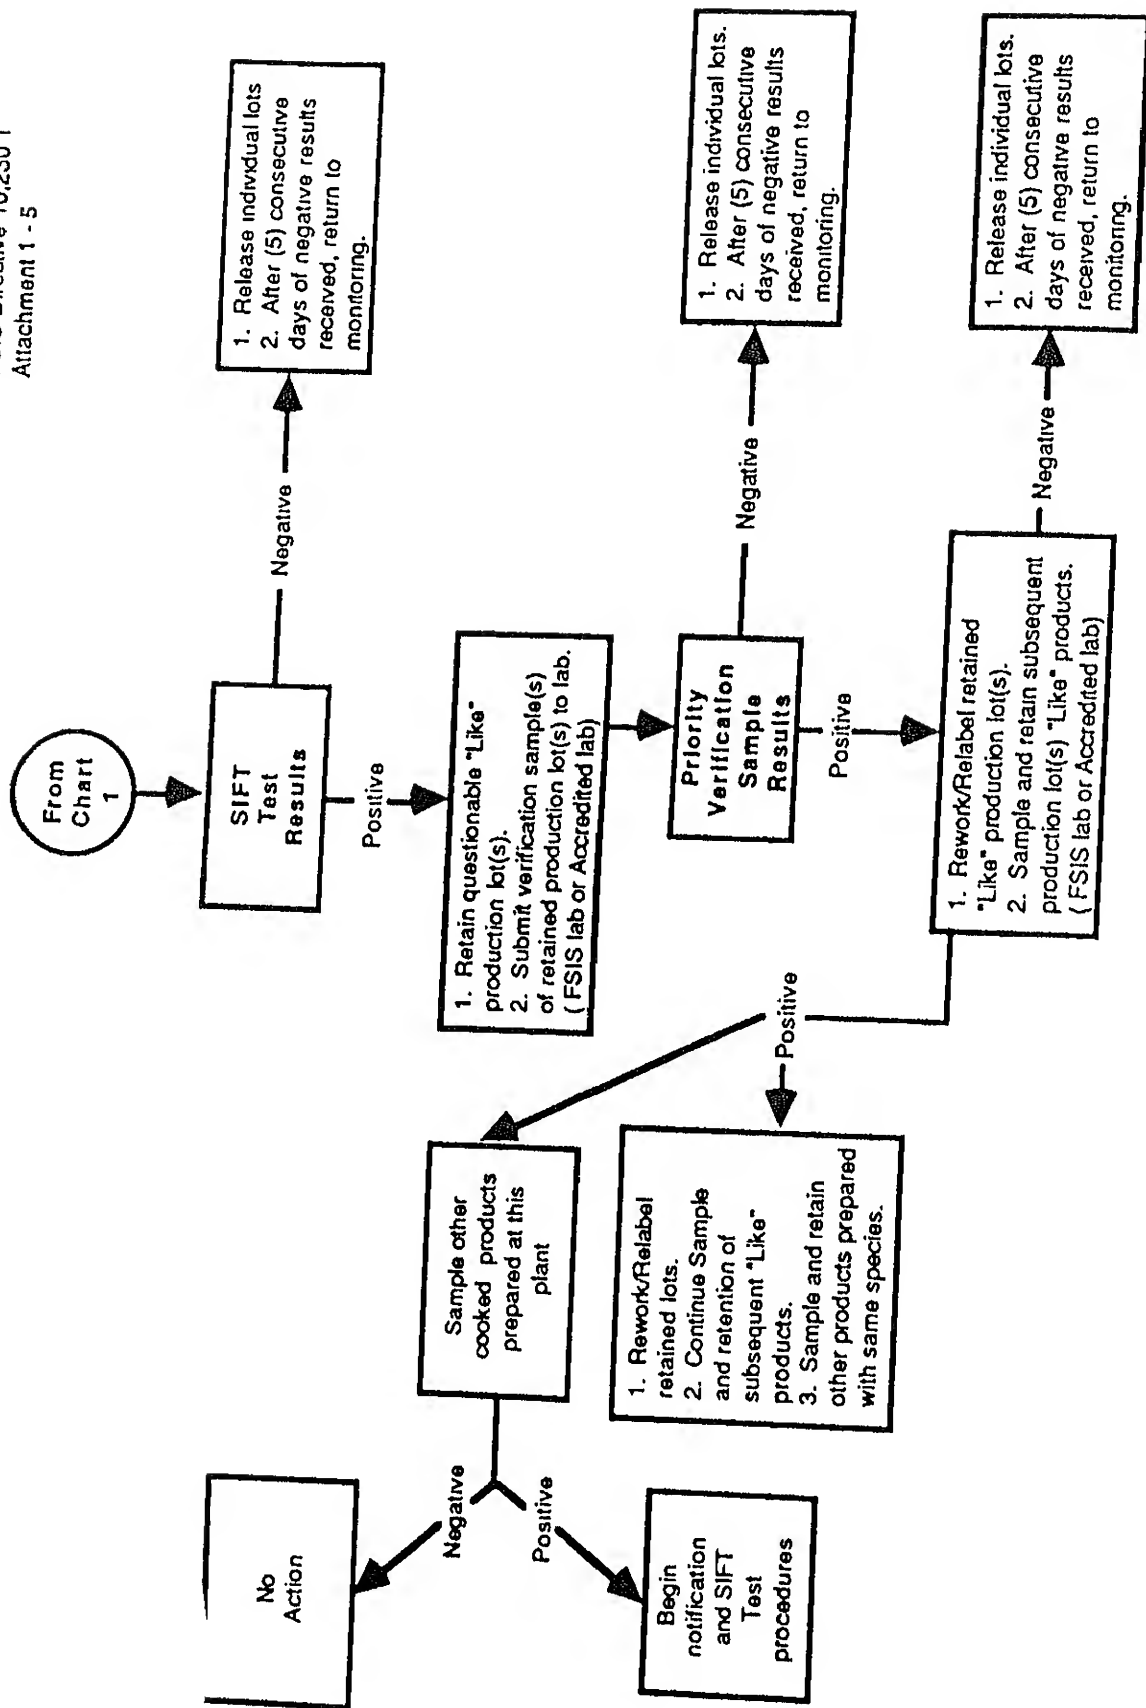 Directive 10,230 1
Attachment 1 - 5
From
Chart
1
SIFT
Test
Results
Negative
1. Release individual lots
2. After (5) consecutive
days of negative results
received, return to
monitoring.
Positive
1. Retain questionable "Like"
production lot(s).
2. Submit verification sample(s)
of retained production lot(s) to lab.
( FSIS lab or Accredited lab)
Priority
Verification
Sample
Results
Negative
1. Release individual lots.
2. After (5) consecutive
days of negative results
received, return to
monitoring.
Positive
1. Rework/Relabel retained
"Like" production lot(s).
2. Sample and retain subsequent
production lot(s) "Like" products.
( FSIS lab or Accredited lab)
Negative
1. Release individual lots.
2. After (5) consecutive
days of negative results
received, return to
monitoring.
Positive
Sample other
cooked products
prepared at this
plant
1. Rework/Relabel
retained lots.
2. Continue Sample
and retention of
subsequent "Like"
products.
3. Sample and retain
other products prepared
with same species.
Negative
Positive
No
Action
Begin
notification
and SIFT
Test
procedures